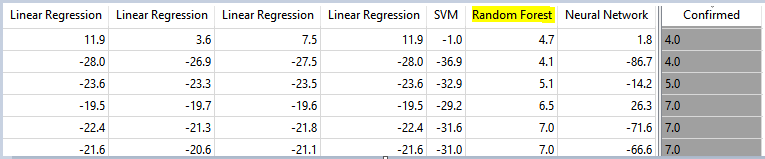 Linear Regression Linear Regression Linear Regression Linear Regression SVM Random Forest Neural Network Confirmed
11.9 3.6 7.5 11.9 -1.0 4.7 1.8 4.0
-28.0 -26.9 -27.5 -28.0 -36.9 4.1 -86.7 4.0
-23.6 -23.3 -23.5 -23.6 -32.9 5.1 -14.2 5.0
-19.5 -19.7 -19.6 -19.5 -29.2 6.5 26.3 7.0
-22.4 -21.3 -21.8 -22.4 -31.6 7.0 -71.6 7.0
-21.6 -20.6 -21.1 -21.6 -31.0 7.0 -66.6 7.0